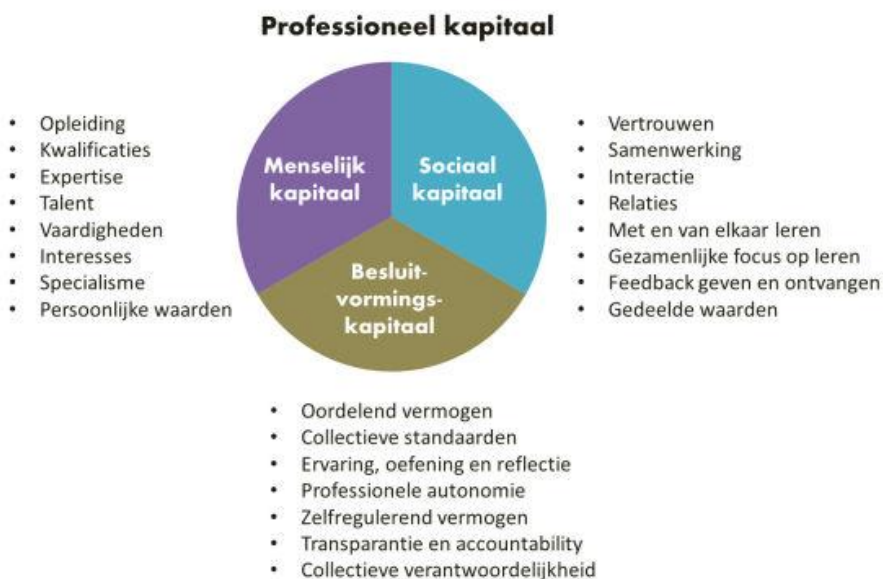 Professioneel kapitaal
• Opleiding
• Kwalificaties
• Expertise
• Talent
• Vaardigheden
• Interesses
• Specialisme
• Persoonlijke waarden
Menselijk
kapitaal
Sociaal
kapitaal
Besluit-
vormings-
kapitaal
• Vertrouwen
• Samenwerking
• Interactie
• Relaties
• Met en van elkaar leren
• Gezamenlijke focus op leren
• Feedback geven en ontvangen
• Gedeelde waarden
• Oordelend vermogen
• Collectieve standaarden
• Ervaring, oefening en reflectie
• Professionele autonomie
• Zelfregulerend vermogen
• Transparantie en accountability
• Collectieve verantwoordelijkheid